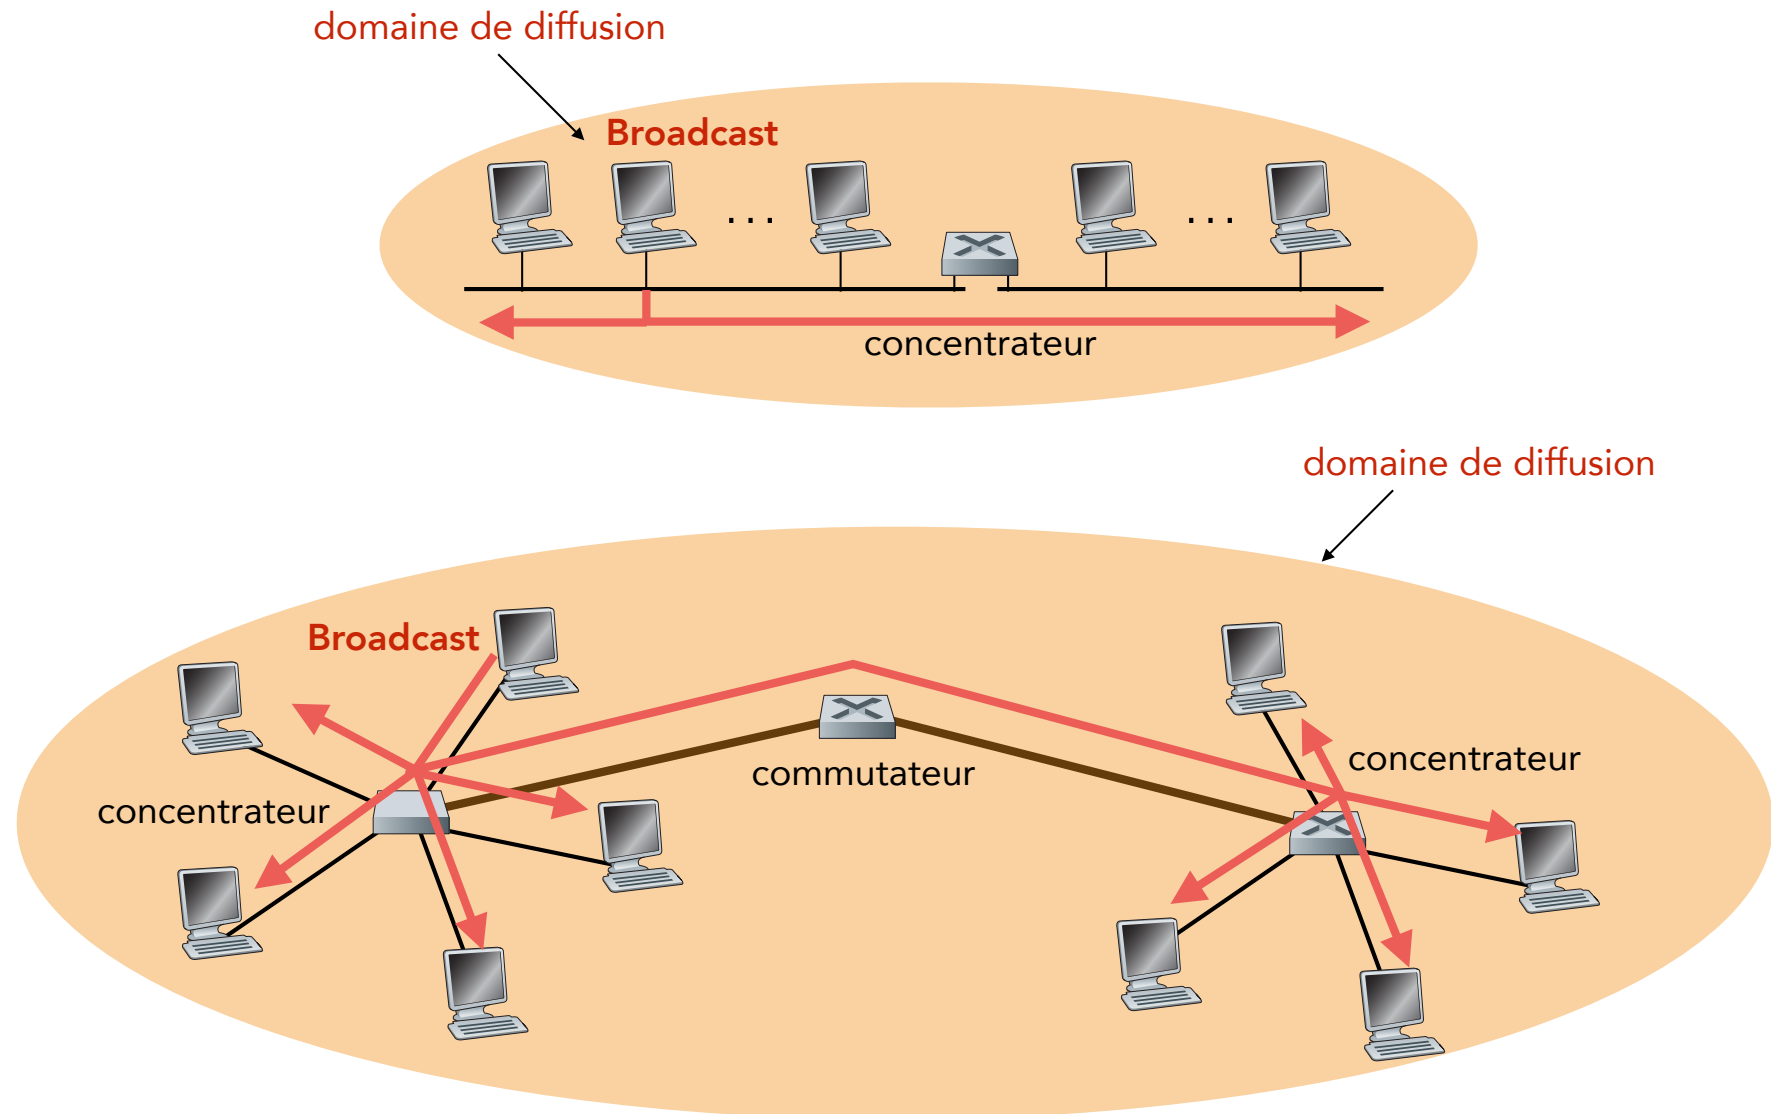 domaine de diffusion
Broadcast
. . .
. . .
concentrateur
domaine de diffusion
Broadcast
concentrateur
commutateur
concentrateur